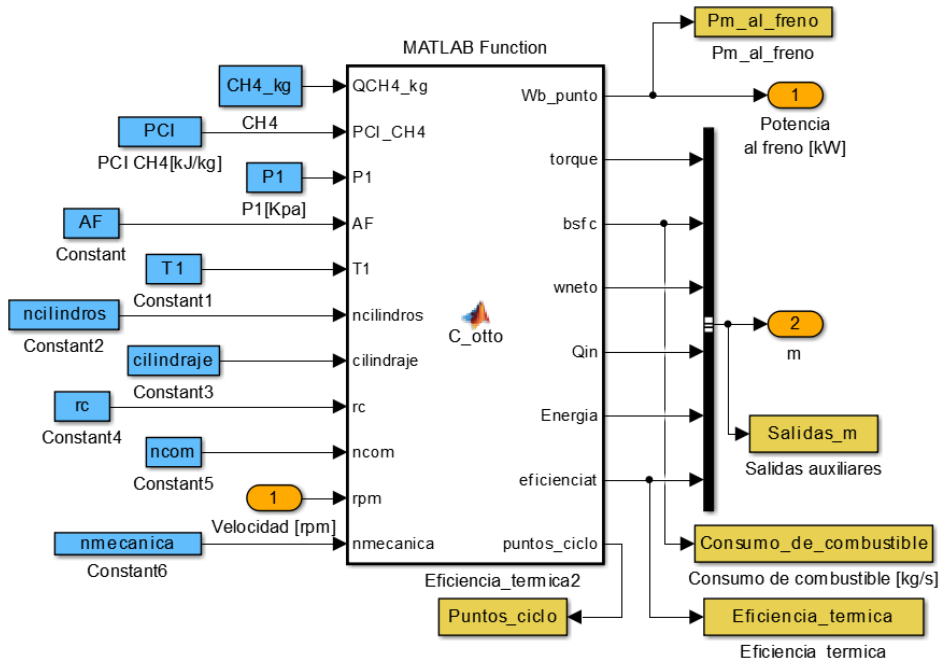 Pm_al_freno
Pm_al_freno
MATLAB Function
CH4_kg
CH4
QCH4_kg
Wb_punto
1
Potencia
al freno [kW]
PCI
PCI CH4[kJ/kg]
PCI_CH4
torque
P1
P1[Kpa]
P1
AF
Constant
AF
bsfc
T1
Constant1
T1
wneto
ncilindros
Constant2
ncilindros
C_otto
2
m
cilindraje
Constant3
cilindraje
Qin
rc
Constant4
rc
Energia
Salidas_m
Salidas auxiliares
ncom
Constant5
ncom
eficienciat
1
Velocidad [rpm]
rpm
nmecanica
Constant6
nmecanica
puntos_ciclo
Consumo_de_combustible
Consumo de combustible [kg/s]
Eficiencia_termica2
Puntos_ciclo
Eficiencia_termica
Eficiencia termica